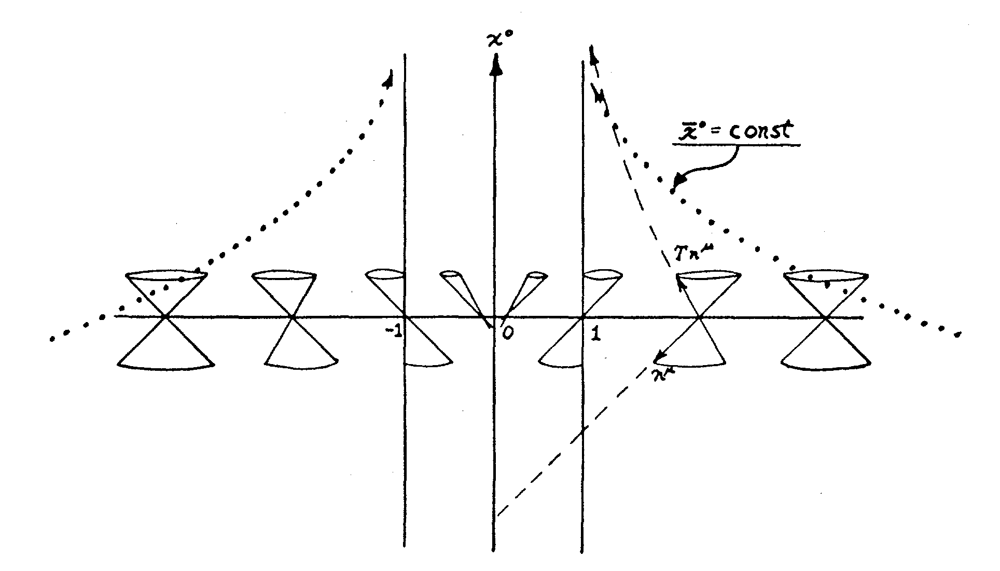 x⁰
x̄⁰ = const
Tn^μ
-1
0
1
n^μ